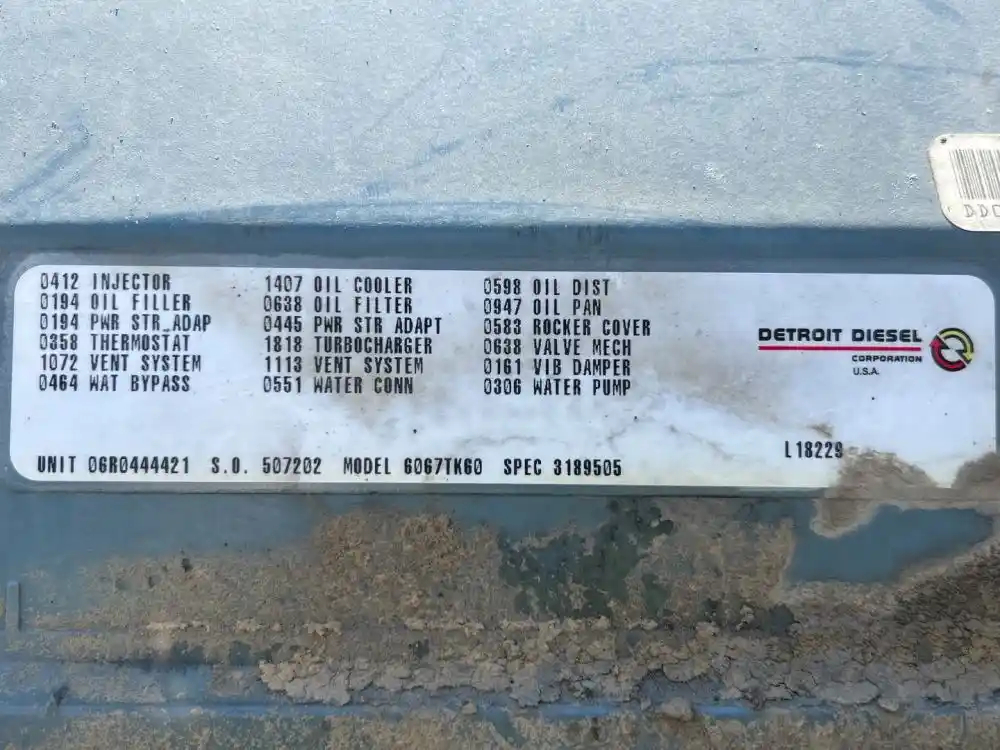 0412 INJECTOR 1407 OIL COOLER 0598 OIL DIST
0194 OIL FILLER 0638 OIL FILTER 0947 OIL PAN
0194 PWR STR_ADAP 0445 PWR STR ADAPT 0583 ROCKER COVER
0358 THERMOSTAT 1818 TURBOCHARGER 0638 VALVE MECH
1072 VENT SYSTEM 1113 VENT SYSTEM 0161 VIB DAMPER
0464 WAT BYPASS 0551 WATER CONN 0306 WATER PUMP
DETROIT DIESEL
CORPORATION
U.S.A.
L18229
UNIT 06R0444421 S.O. 507202 MODEL 6067TK60 SPEC 3189505